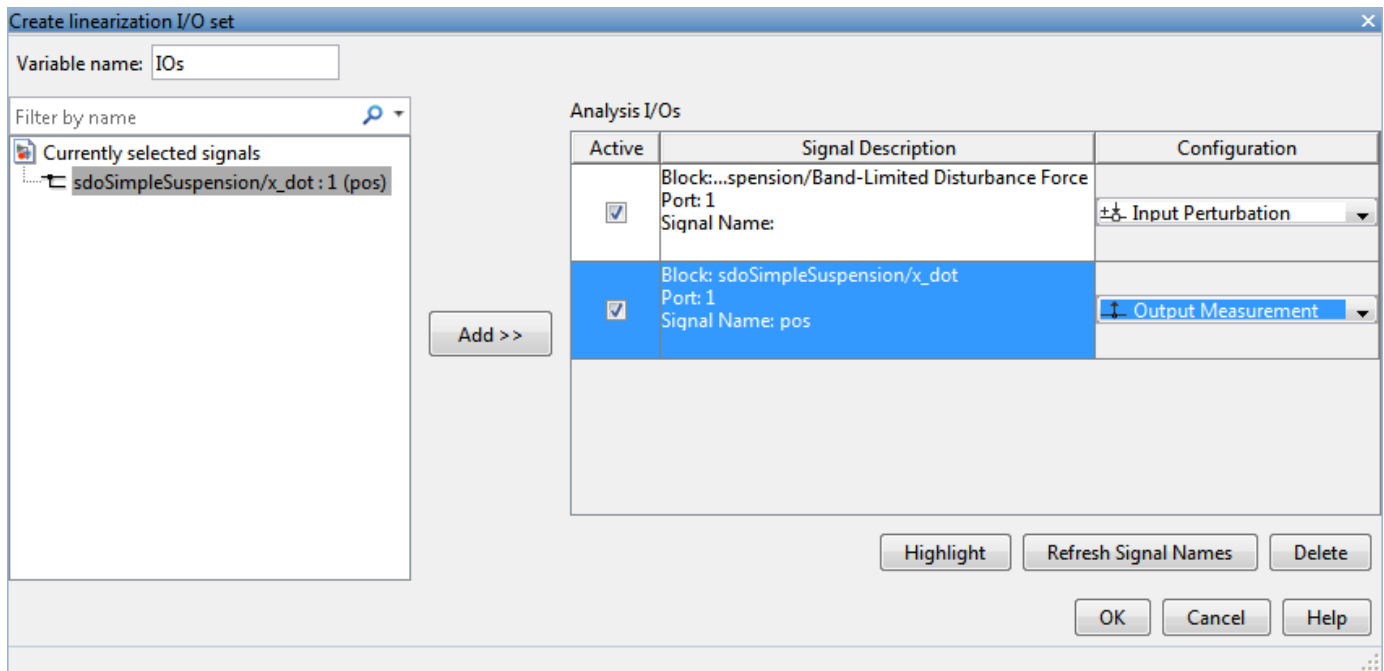 Create linearization I/O set
Variable name: IOs
Filter by name
Currently selected signals
sdoSimpleSuspension/x_dot : 1 (pos)
Add >>
Analysis I/Os
Active Signal Description Configuration
Block:...spension/Band-Limited Disturbance Force
Port: 1
Signal Name:
Input Perturbation
Block: sdoSimpleSuspension/x_dot
Port: 1
Signal Name: pos
Output Measurement
Highlight Refresh Signal Names Delete
OK Cancel Help